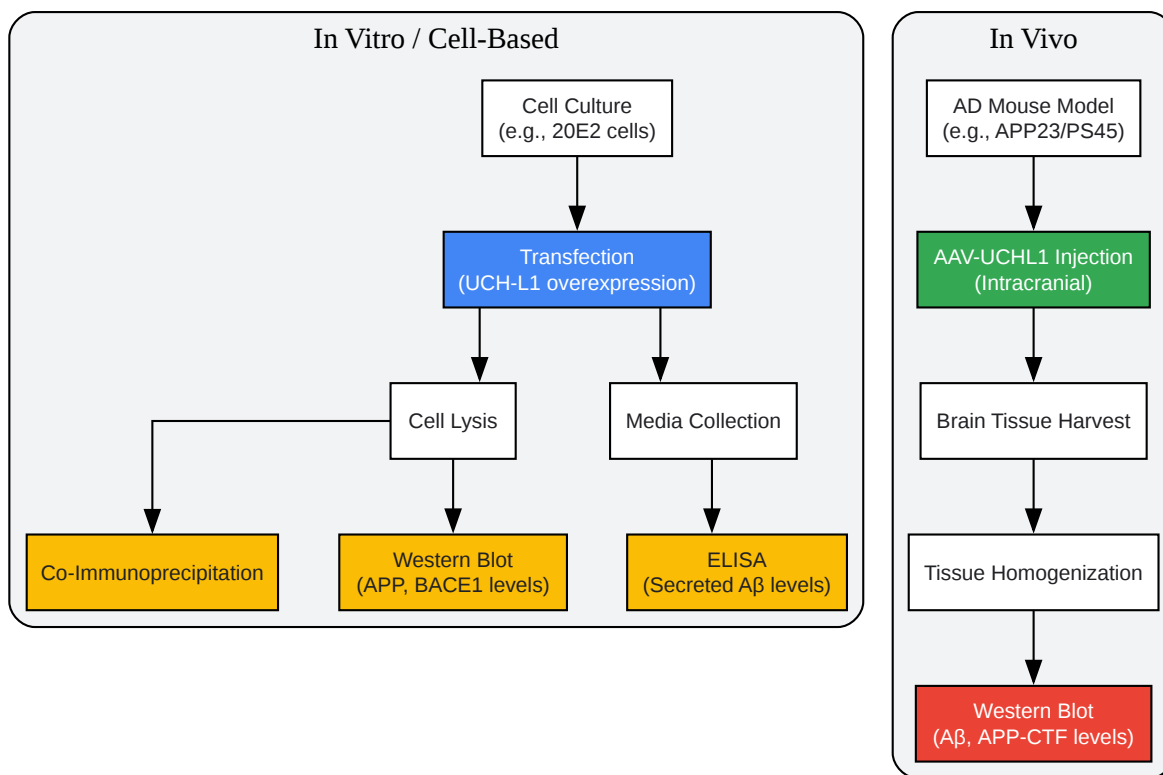 In Vitro / Cell-Based
Cell Culture
(e.g., 20E2 cells)
Transfection
(UCH-L1 overexpression)
Cell Lysis
Media Collection
Co-Immunoprecipitation
Western Blot
(APP, BACE1 levels)
ELISA
(Secreted Aβ levels)
In Vivo
AD Mouse Model
(e.g., APP23/PS45)
AAV-UCHL1 Injection
(Intracranial)
Brain Tissue Harvest
Tissue Homogenization
Western Blot
(Aβ, APP-CTF levels)